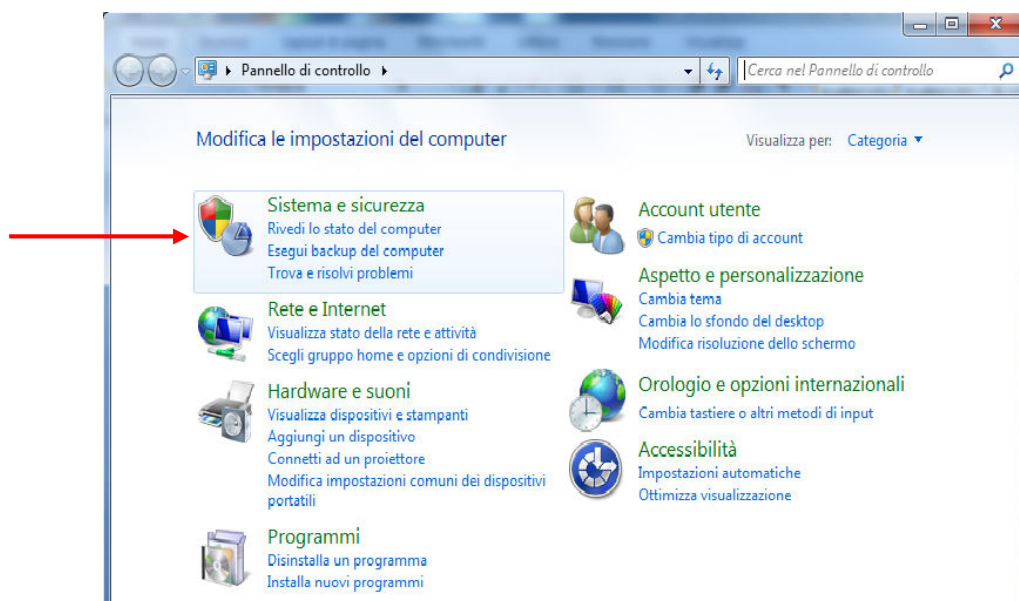 Pannello di controllo
Cerca nel Pannello di controllo
Modifica le impostazioni del computer
Visualizza per: Categoria
Sistema e sicurezza
Rivedi lo stato del computer
Esegui backup del computer
Trova e risolvi problemi
Rete e Internet
Visualizza stato della rete e attività
Scegli gruppo home e opzioni di condivisione
Hardware e suoni
Visualizza dispositivi e stampanti
Aggiungi un dispositivo
Connetti ad un proiettore
Modifica impostazioni comuni dei dispositivi
portatili
Programmi
Disinstalla un programma
Installa nuovi programmi
Account utente
Cambia tipo di account
Aspetto e personalizzazione
Cambia tema
Cambia lo sfondo del desktop
Modifica risoluzione dello schermo
Orologio e opzioni internazionali
Cambia tastiere o altri metodi di input
Accessibilità
Impostazioni automatiche
Ottimizza visualizzazione